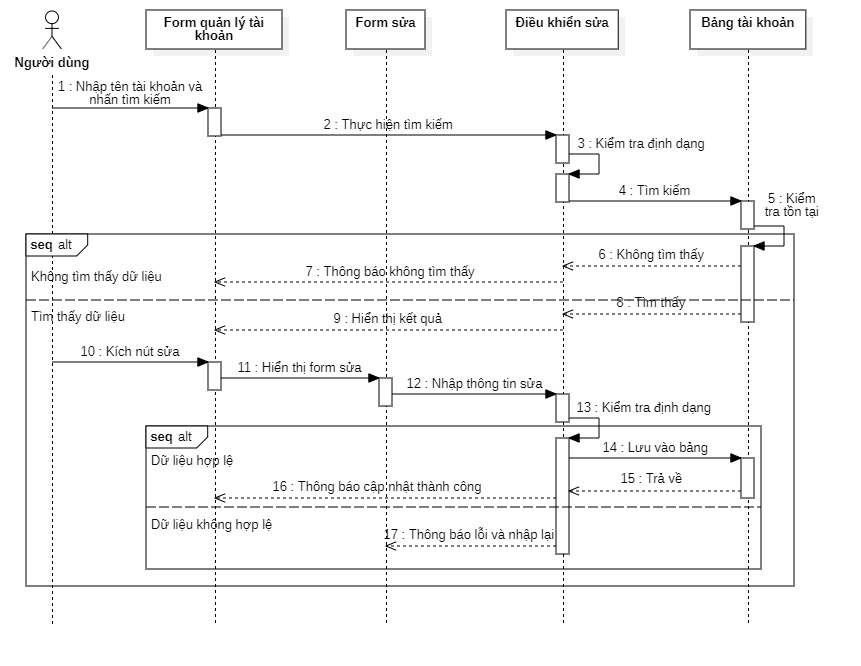 Form quản lý tài
khoản
Form sửa
Điều khiển sửa
Bảng tài khoản
Người dùng
1 : Nhập tên tài khoản và
nhấn tìm kiếm
2 : Thực hiện tìm kiếm
3 : Kiểm tra định dạng
4 : Tìm kiếm
5 : Kiểm
tra tồn tại
seq alt
6 : Không tìm thấy
7 : Thông báo không tìm thấy
Không tìm thấy dữ liệu
8 : Tìm thấy
Tìm thấy dữ liệu
9 : Hiển thị kết quả
10 : Kích nút sửa
11 : Hiển thị form sửa
12 : Nhập thông tin sửa
13 : Kiểm tra định dạng
seq alt
14 : Lưu vào bảng
Dữ liệu hợp lệ
15 : Trả về
16 : Thông báo cập nhật thành công
Dữ liệu không hợp lệ
17 : Thông báo lỗi và nhập lại